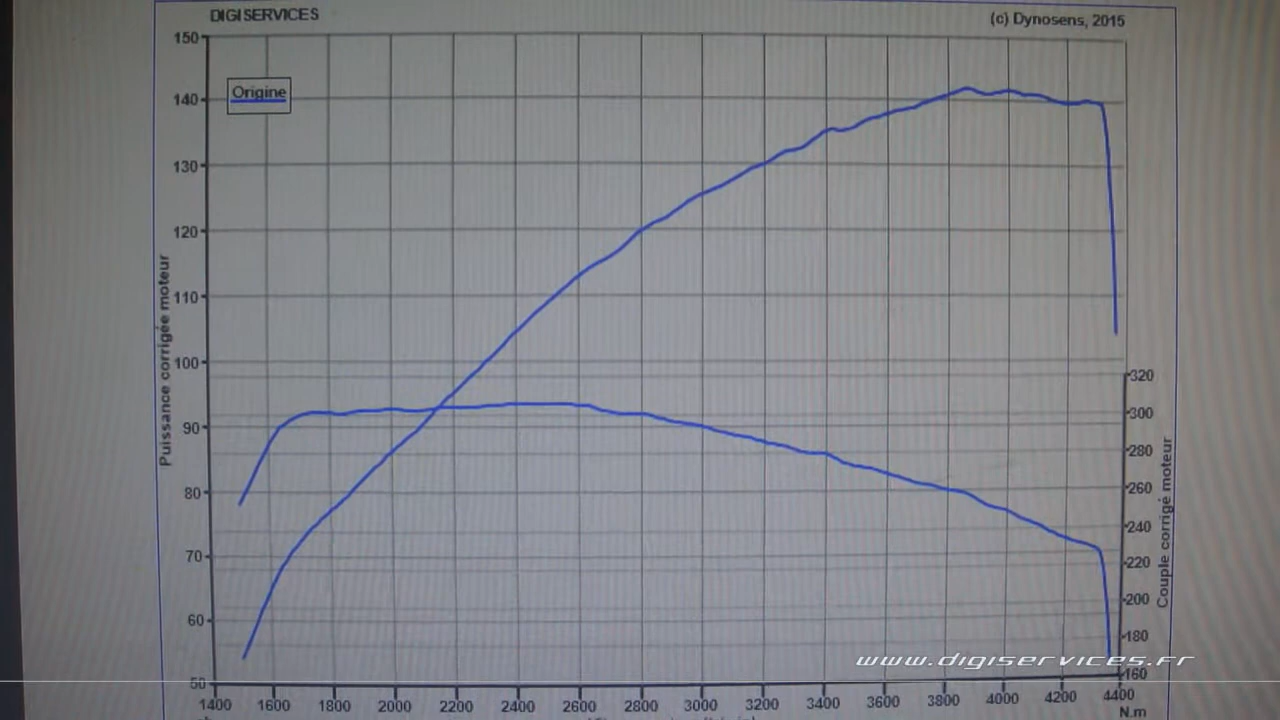 DIGISERVICES
(c) Dynosens, 2015
150
Origine
140
130
120
110
100
90
80
70
60
50
Puissance corrigée moteur
320
300
280
260
240
220
200
180
160
Couple corrigé moteur
www.digiservices.fr
1400 1600 1800 2000 2200 2400 2600 2800 3000 3200 3400 3600 3800 4000 4200 4400
N.m